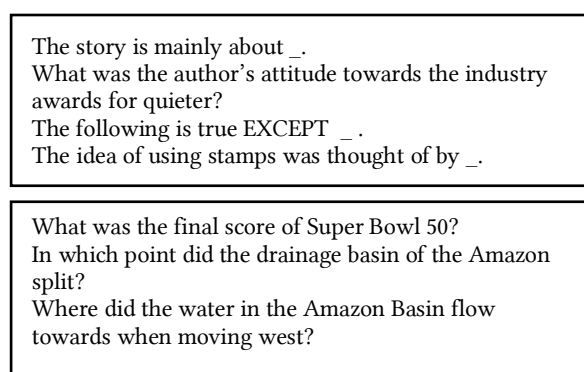 The story is mainly about _.
What was the author’s attitude towards the industry
awards for quieter?
The following is true EXCEPT _ .
The idea of using stamps was thought of by _.
What was the final score of Super Bowl 50?
In which point did the drainage basin of the Amazon
split?
Where did the water in the Amazon Basin flow
towards when moving west?